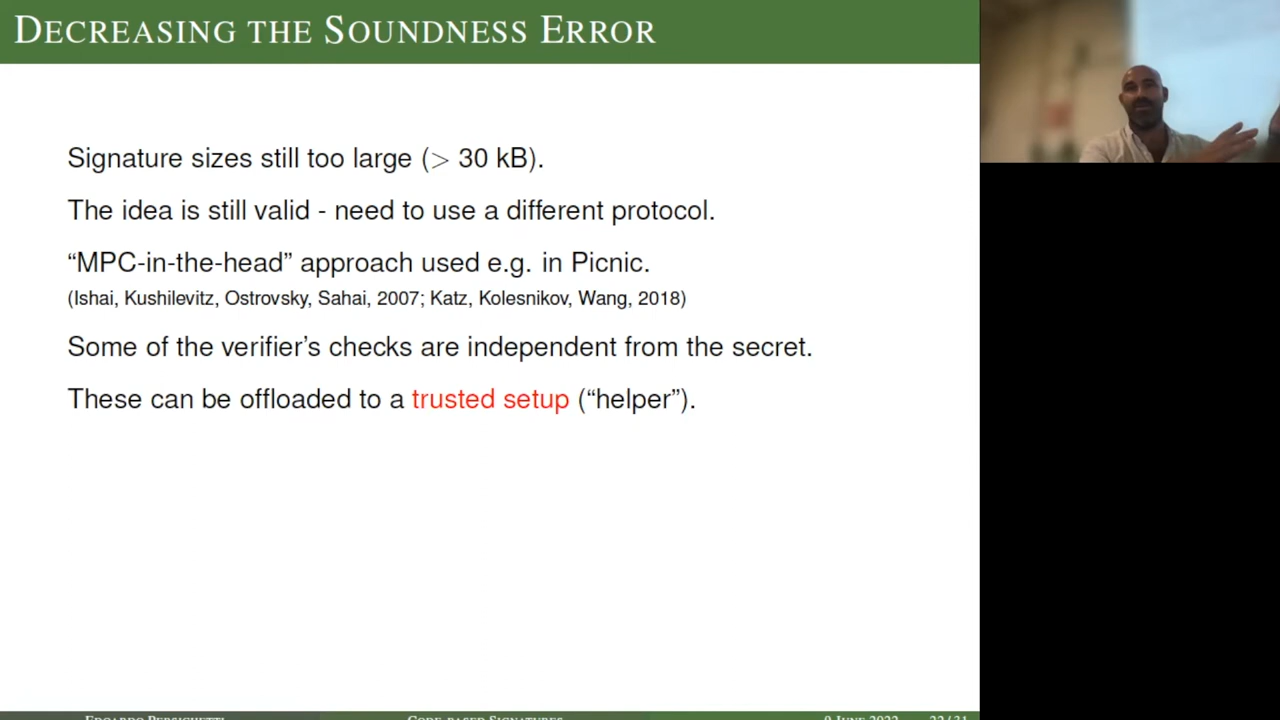 DECREASING THE SOUNDNESS ERROR
Signature sizes still too large (> 30 kB).
The idea is still valid - need to use a different protocol.
“MPC-in-the-head” approach used e.g. in Picnic.
(Ishai, Kushilevitz, Ostrovsky, Sahai, 2007; Katz, Kolesnikov, Wang, 2018)
Some of the verifier’s checks are independent from the secret.
These can be offloaded to a trusted setup (“helper”).
EDOARDO PERSICHETTI CODE-BASED SIGNATURES 9 JUNE 2022 22/31